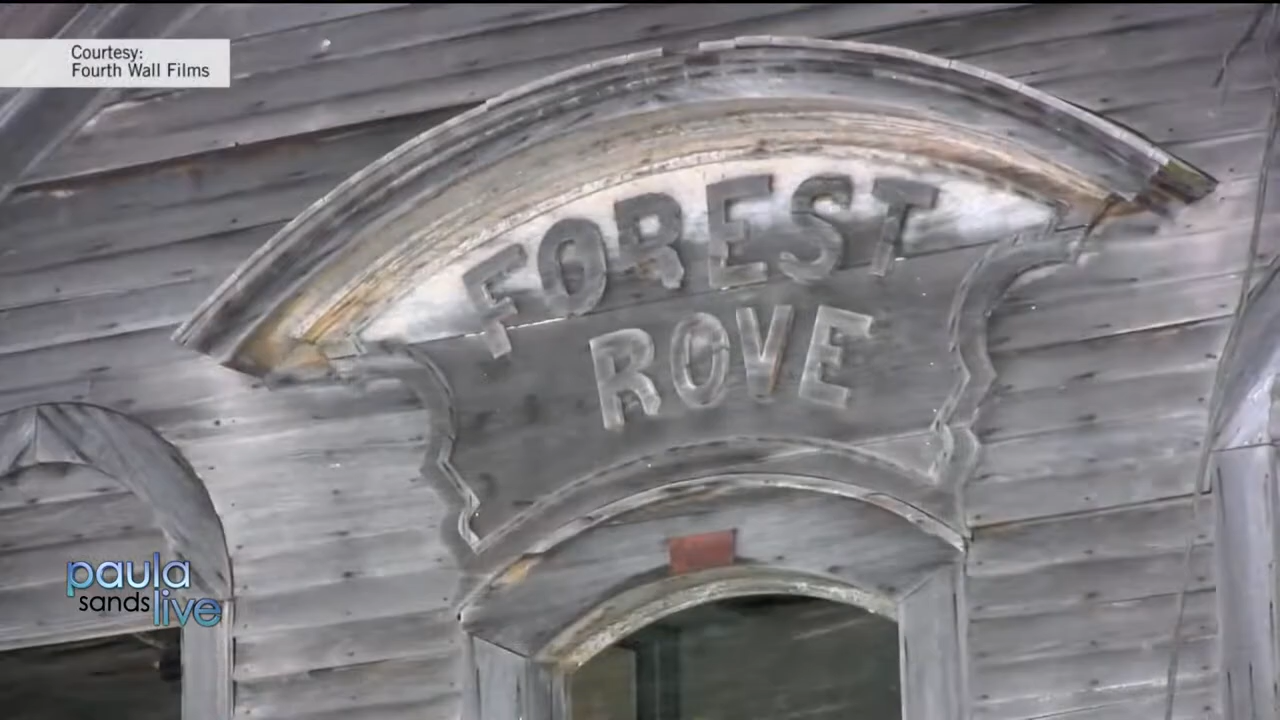 Courtesy:
Fourth Wall Films
FOREST
ROVE
paula
sands live